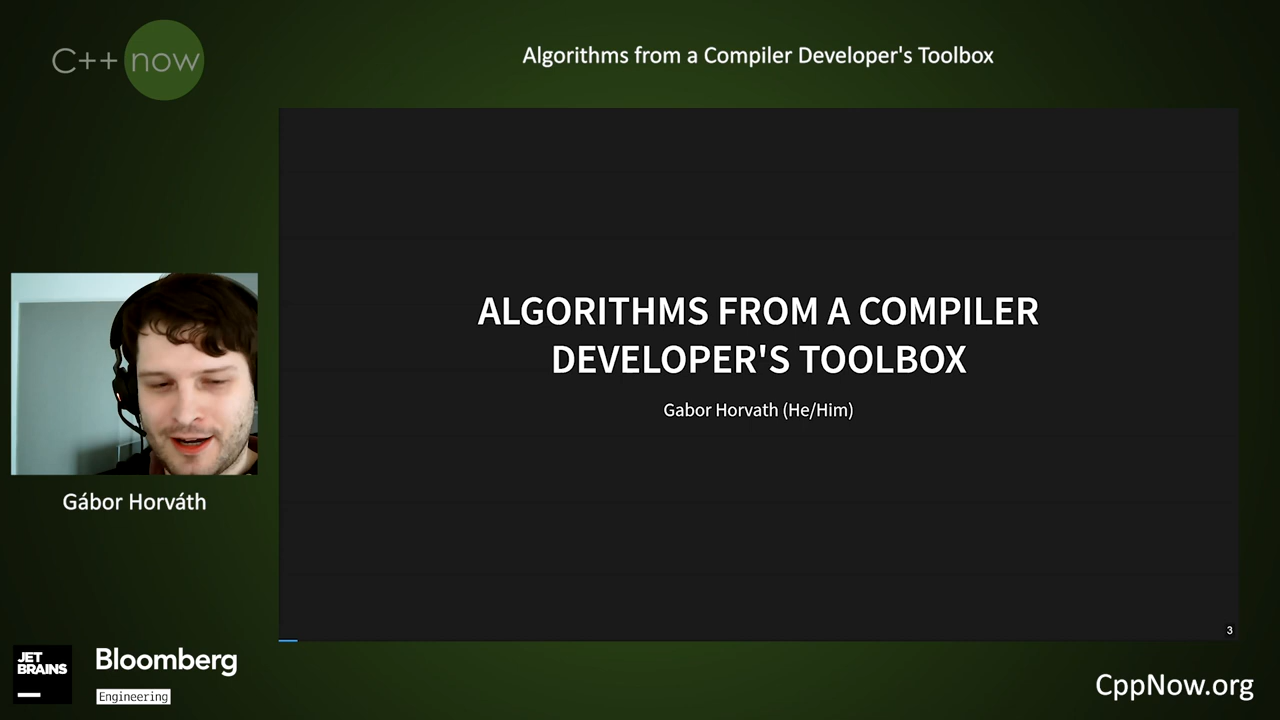 C++ now
Algorithms from a Compiler Developer's Toolbox
ALGORITHMS FROM A COMPILER
DEVELOPER'S TOOLBOX
Gabor Horvath (He/Him)
Gábor Horváth
3
JET
BRAINS
Bloomberg
Engineering
CppNow.org